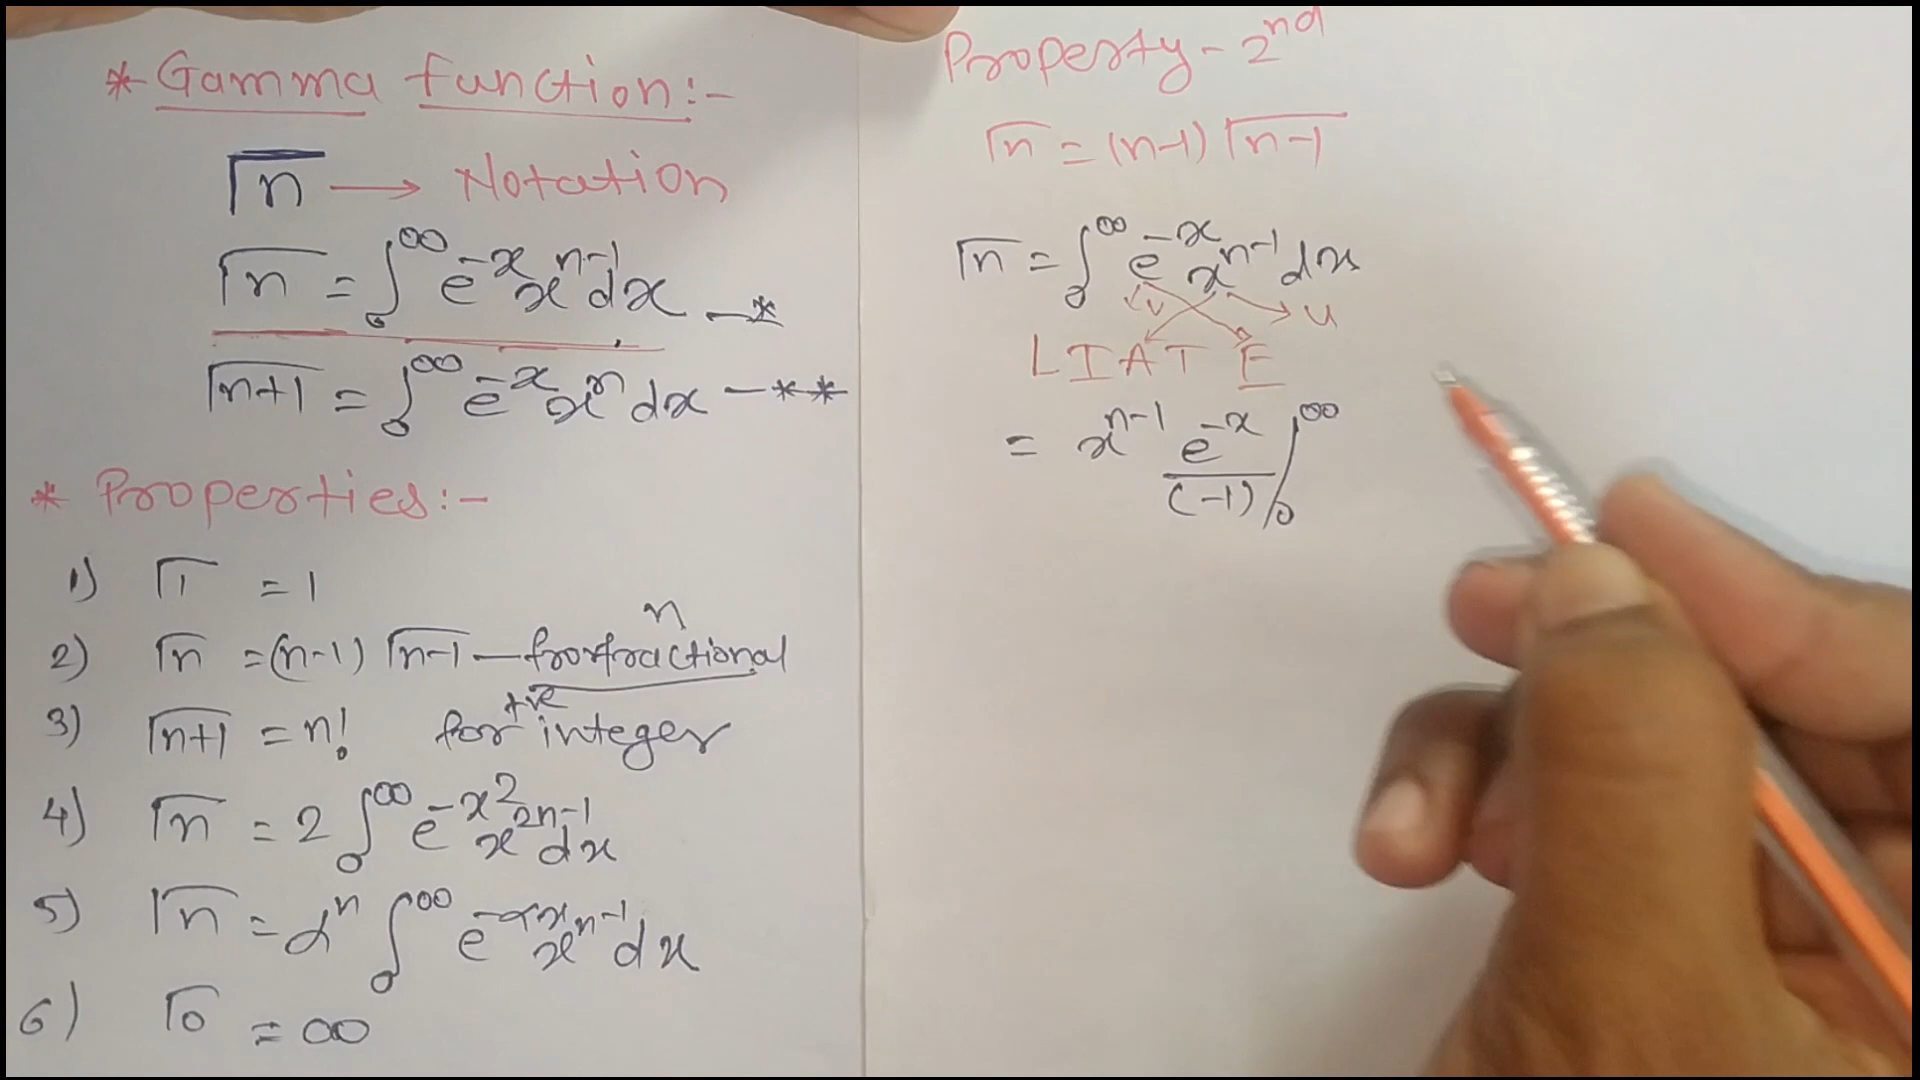 * Gamma function:-
Γn → Notation
Γn = ∫₀^∞ e^-x x^n-1 dx —*
Γn+1 = ∫₀^∞ e^-x x^n dx —**
* Properties:-
1) Γ1 = 1
n
2) Γn = (n-1) Γn-1 — for fractional
3) Γn+1 = n! for +ve integer
4) Γn = 2 ∫₀^∞ e^-x² x^2n-1 dx
5) Γn = α^n ∫₀^∞ e^-αx x^n-1 dx
6) Γ0 = ∞
Property - 2nd
Γn = (n-1) Γn-1
Γn = ∫₀^∞ e^-x x^n-1 dx
v u
L I A T E
= x^n-1 e^-x/(-1) |₀^∞